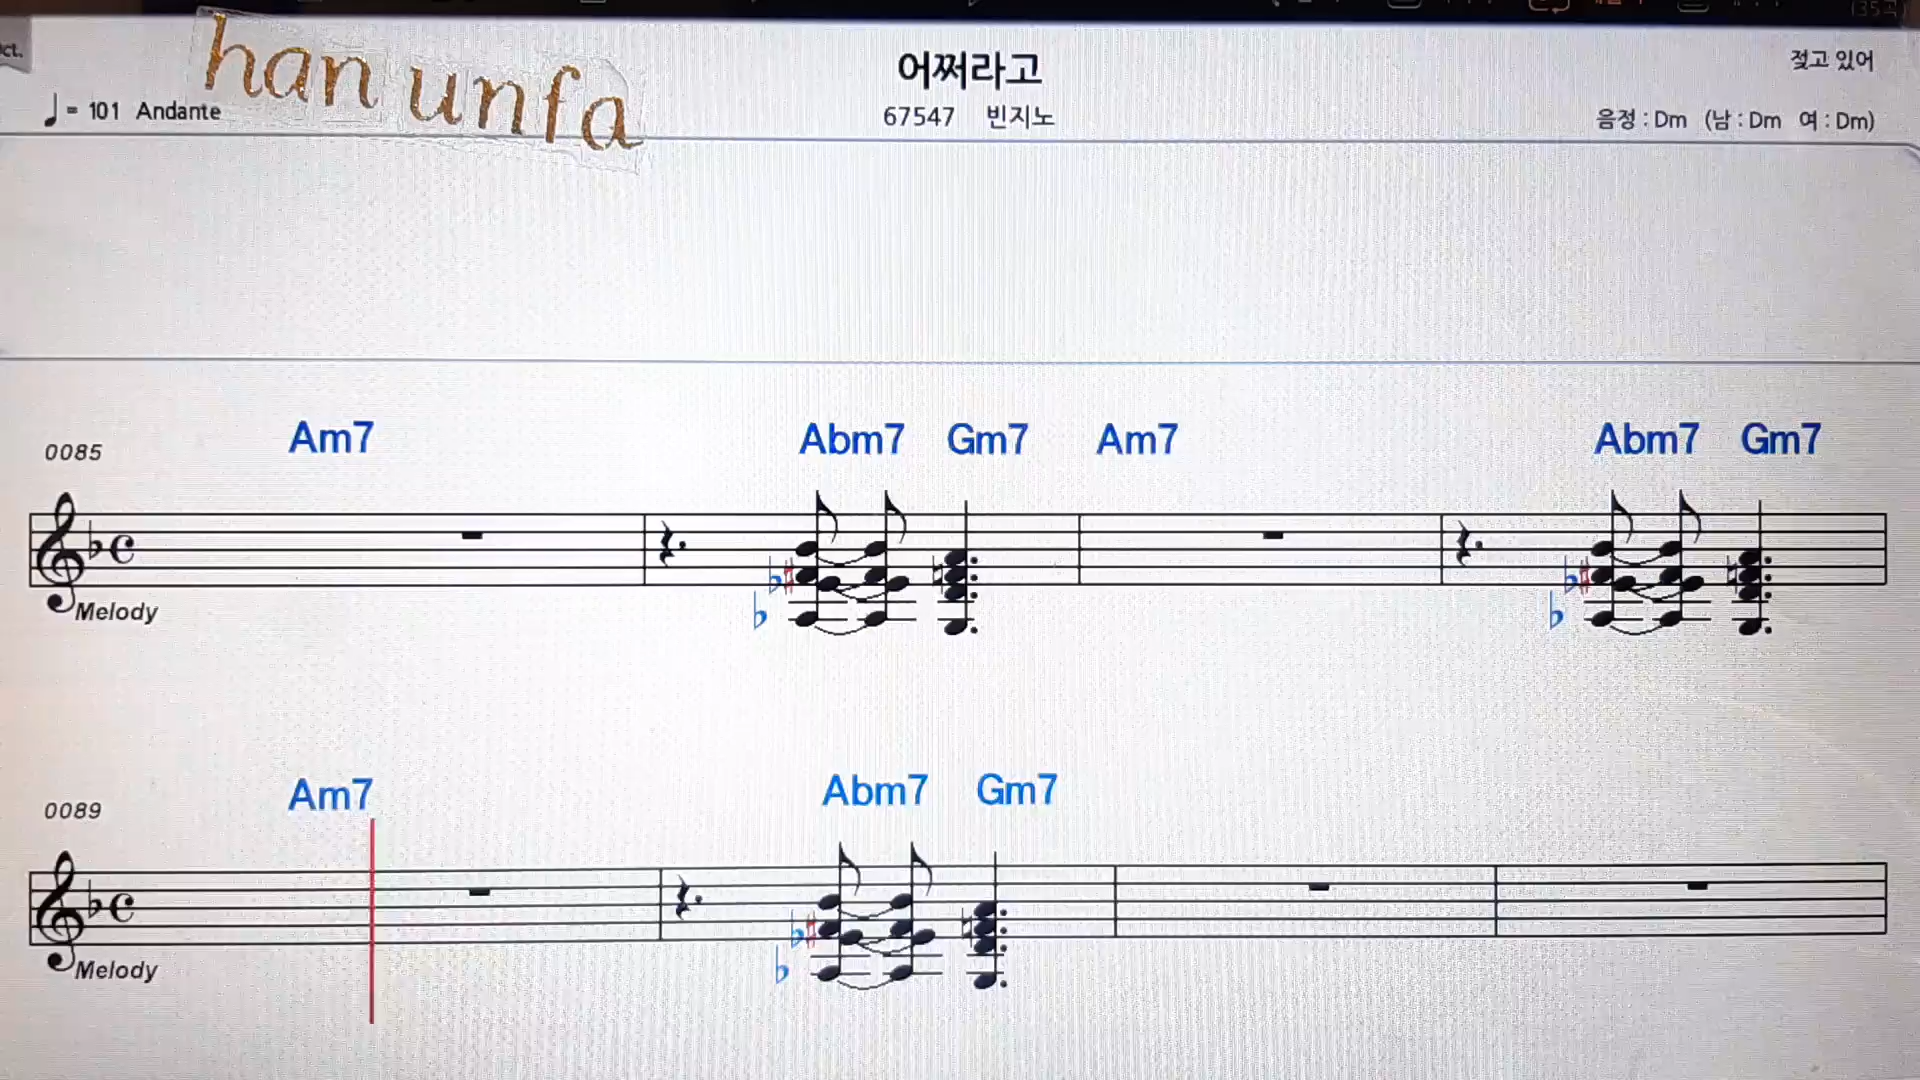 han unfa
어쩌라고
젖고 있어
♩= 101 Andante
67547 빈지노
음정 : Dm (남 : Dm 여 : Dm)
Am7 Abm7 Gm7 Am7 Abm7 Gm7
0085
Melody
Am7 Abm7 Gm7
0089
Melody